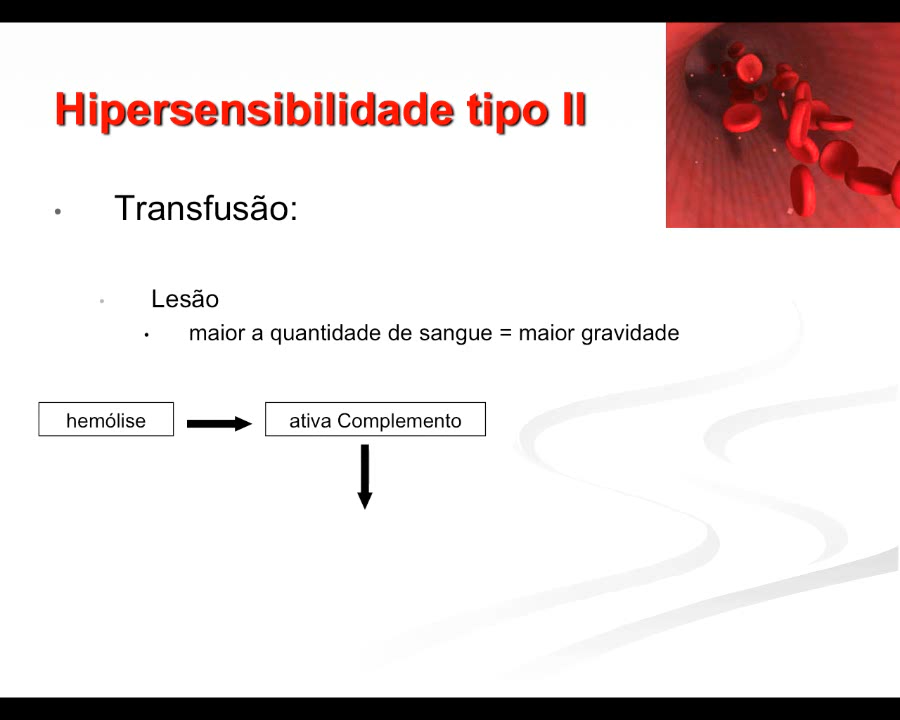 Hipersensibilidade tipo II
• Transfusão:
• Lesão
• maior a quantidade de sangue = maior gravidade
hemólise
ativa Complemento